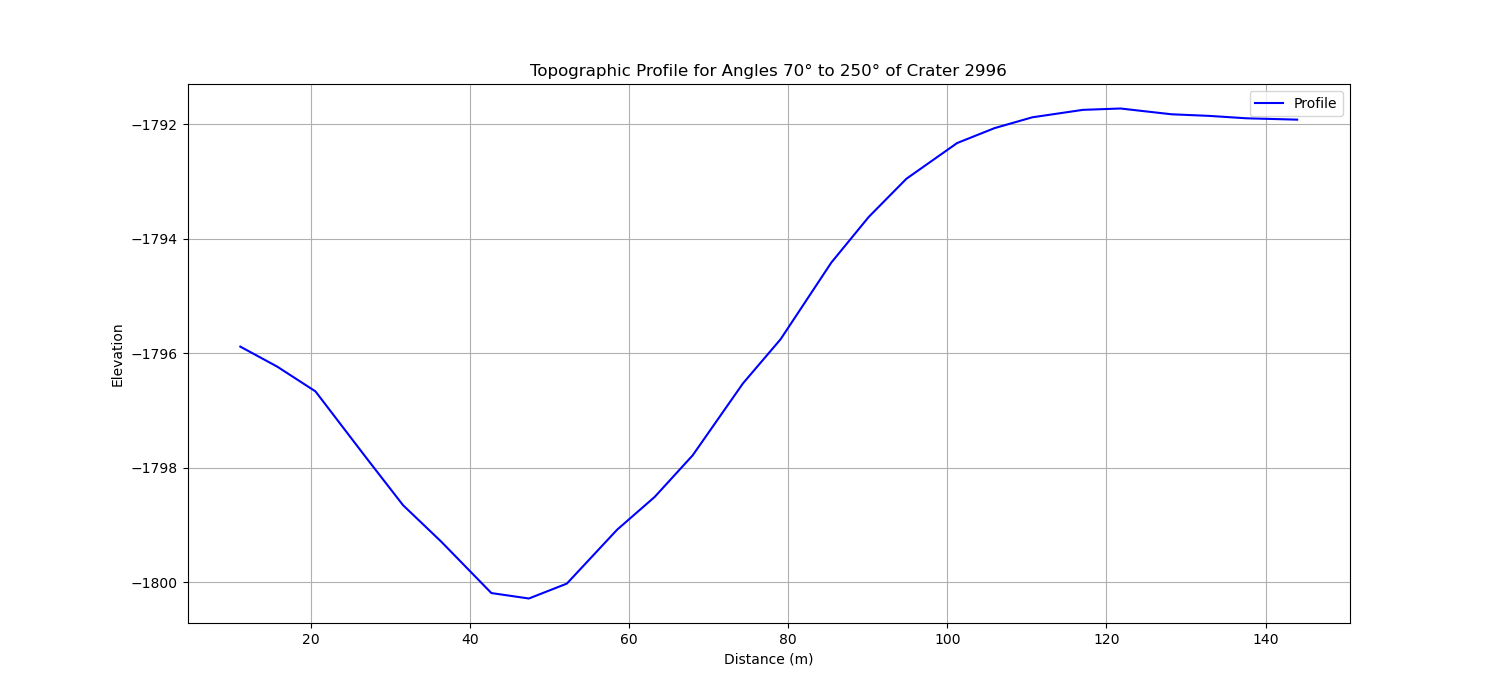 Topographic Profile for Angles 70° to 250° of Crater 2996
Profile
−1792
−1794
−1796
−1798
−1800
Elevation
20 40 60 80 100 120 140
Distance (m)